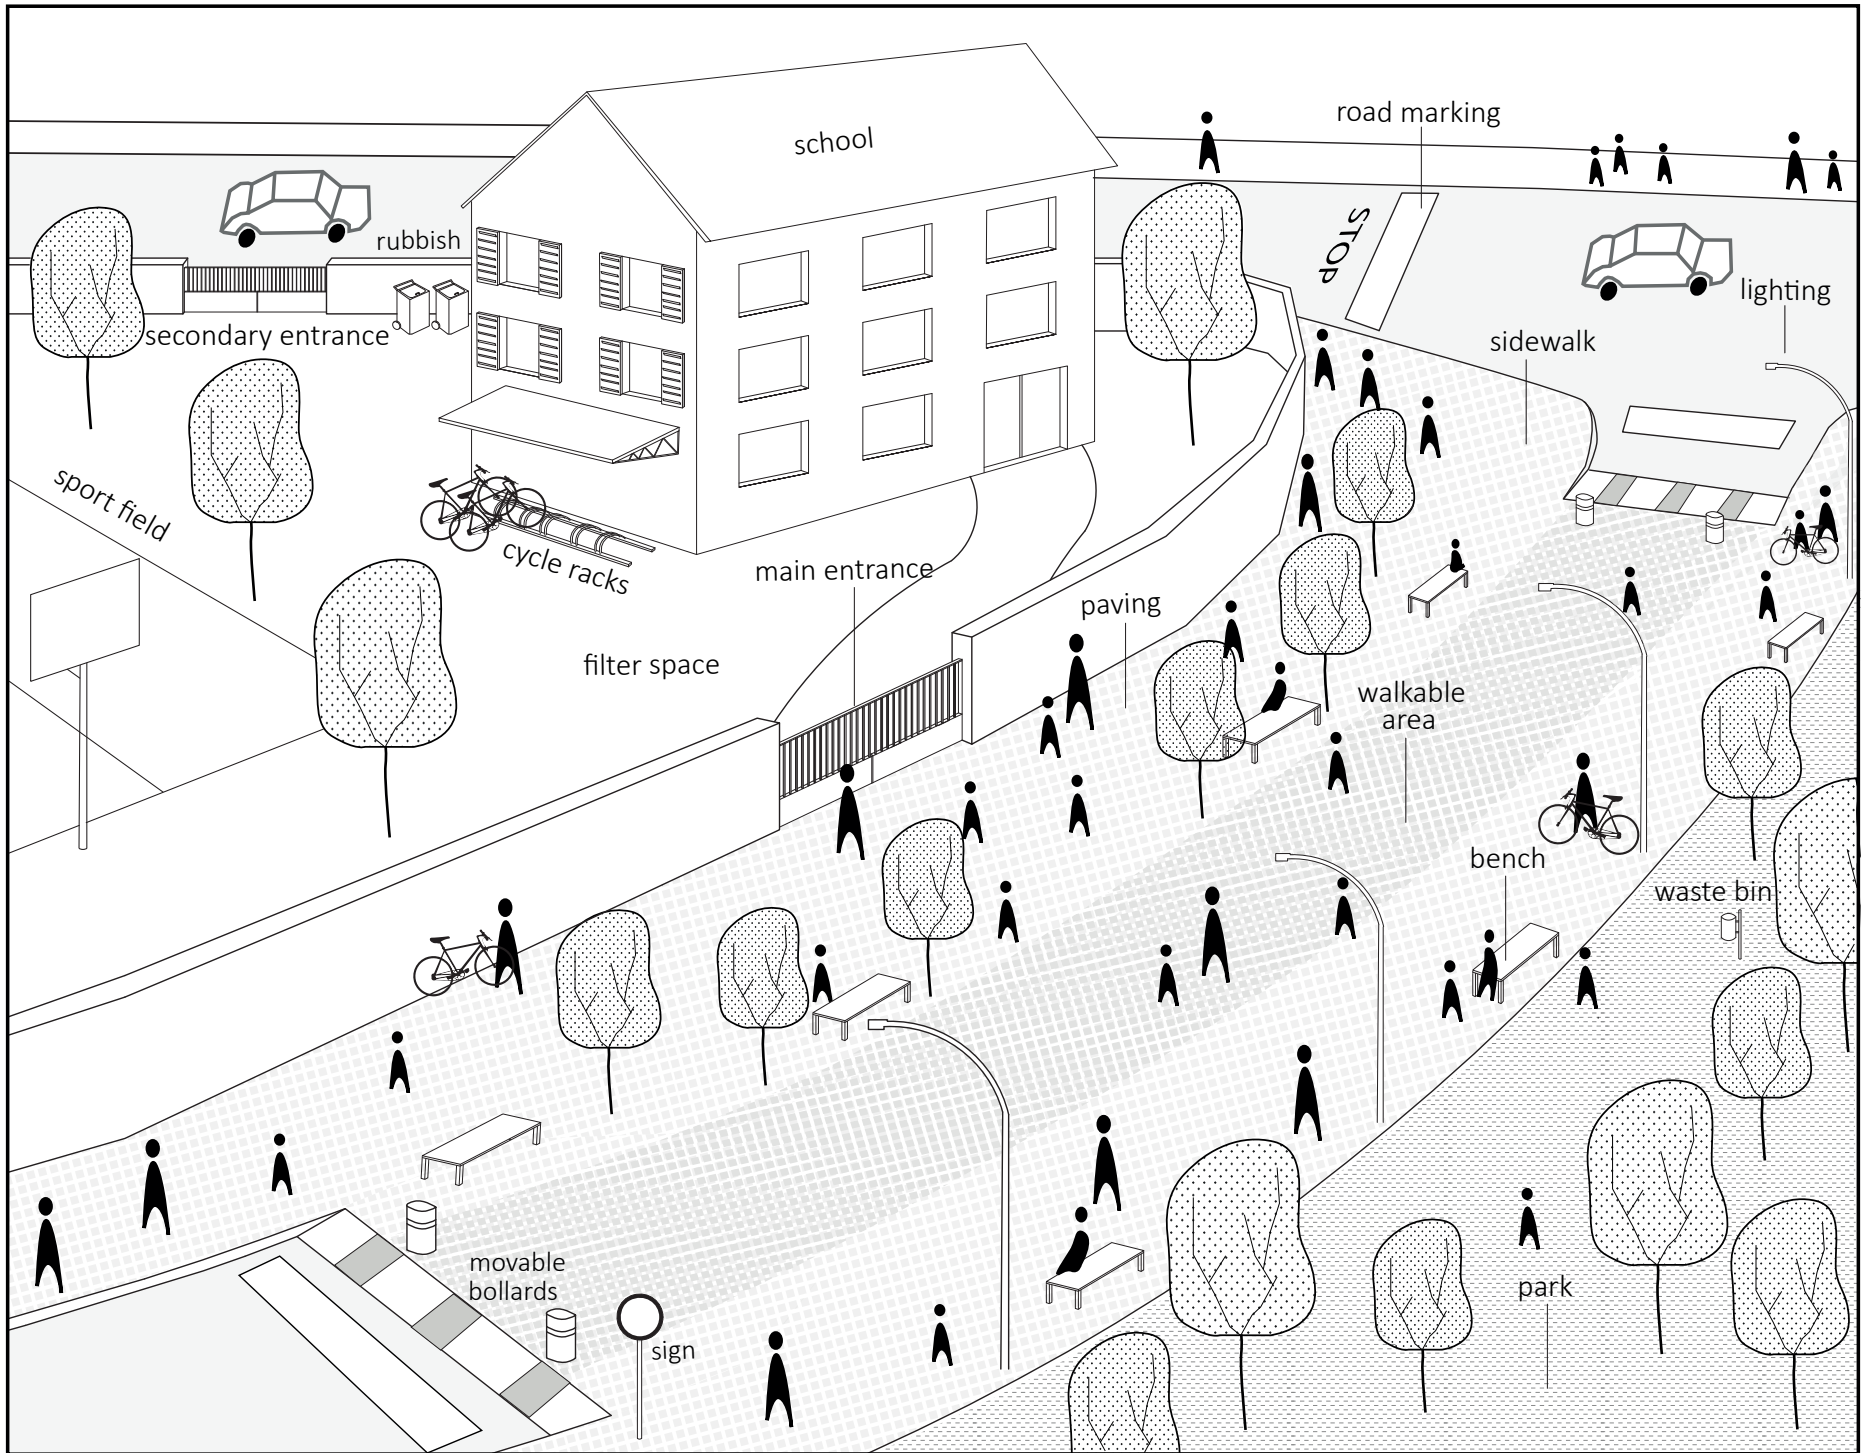 school
road marking
STOP
rubbish
lighting
secondary entrance
sidewalk
sport field
cycle racks
main entrance
paving
filter space
walkable
area
bench
waste bin
movable
bollards
sign
park